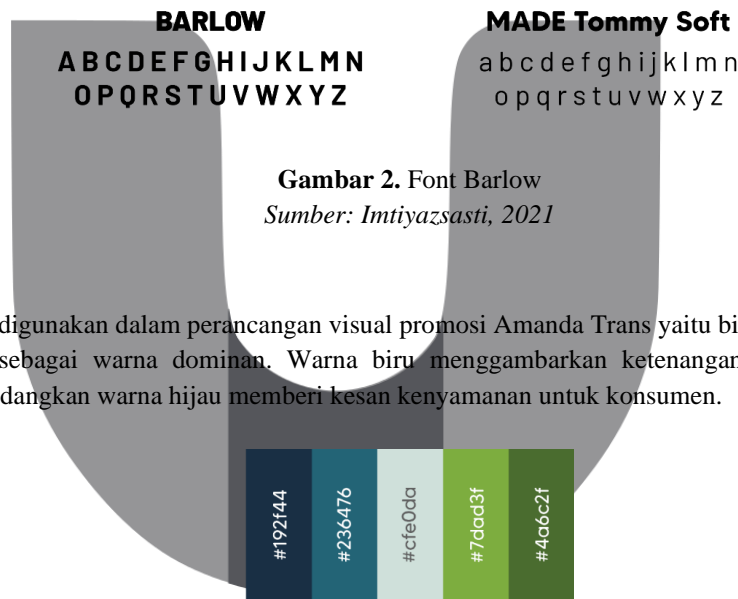 BARLOW
ABCDEFGHIJKLMN
OPQRSTUVWXYZ
MADE Tommy Soft
abcdefghijklmn
opqrstuvwxyz
Gambar 2. Font Barlow
Sumber: Imtiyazsasti, 2021
digunakan dalam perancangan visual promosi Amanda Trans yaitu bi
sebagai warna dominan. Warna biru menggambarkan ketenangan
dangkan warna hijau memberi kesan kenyamanan untuk konsumen.
#192f44
#236476
#cfe0da
#7dad3f
#4a6c2f